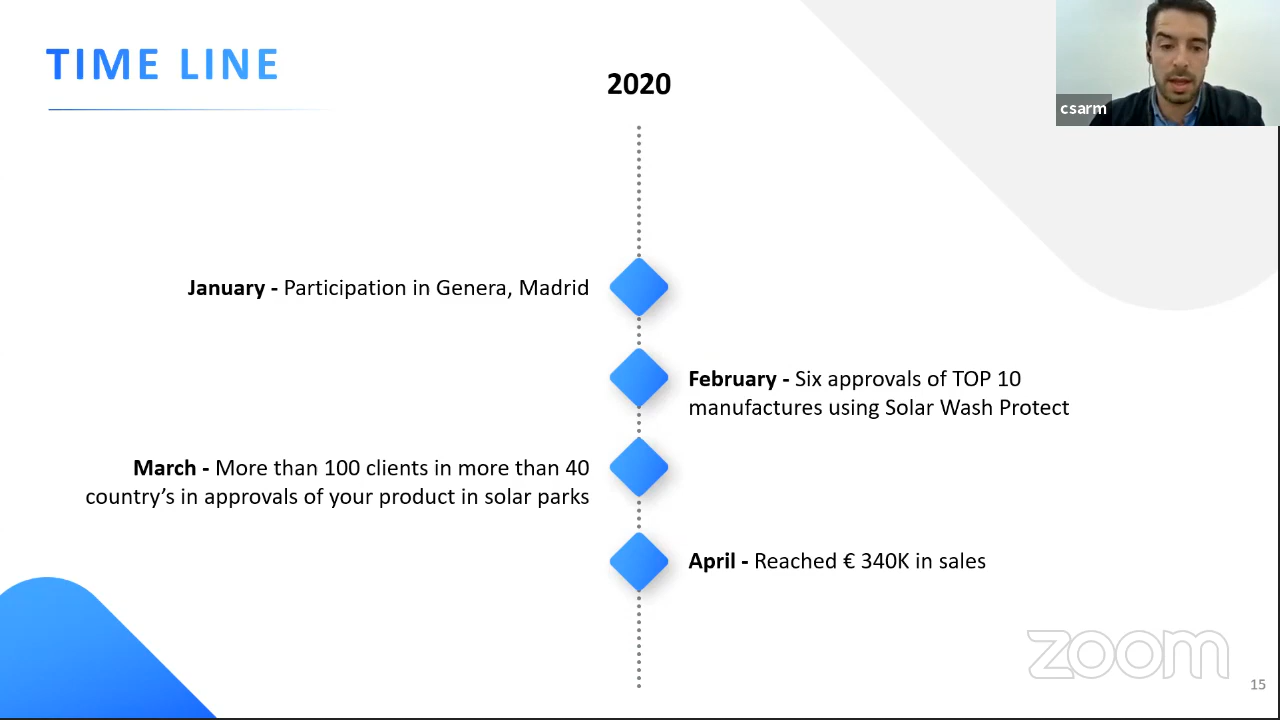 TIME LINE
2020
csarm
January - Participation in Genera, Madrid
February - Six approvals of TOP 10
manufactures using Solar Wash Protect
March - More than 100 clients in more than 40
country’s in approvals of your product in solar parks
April - Reached € 340K in sales
zoom
15